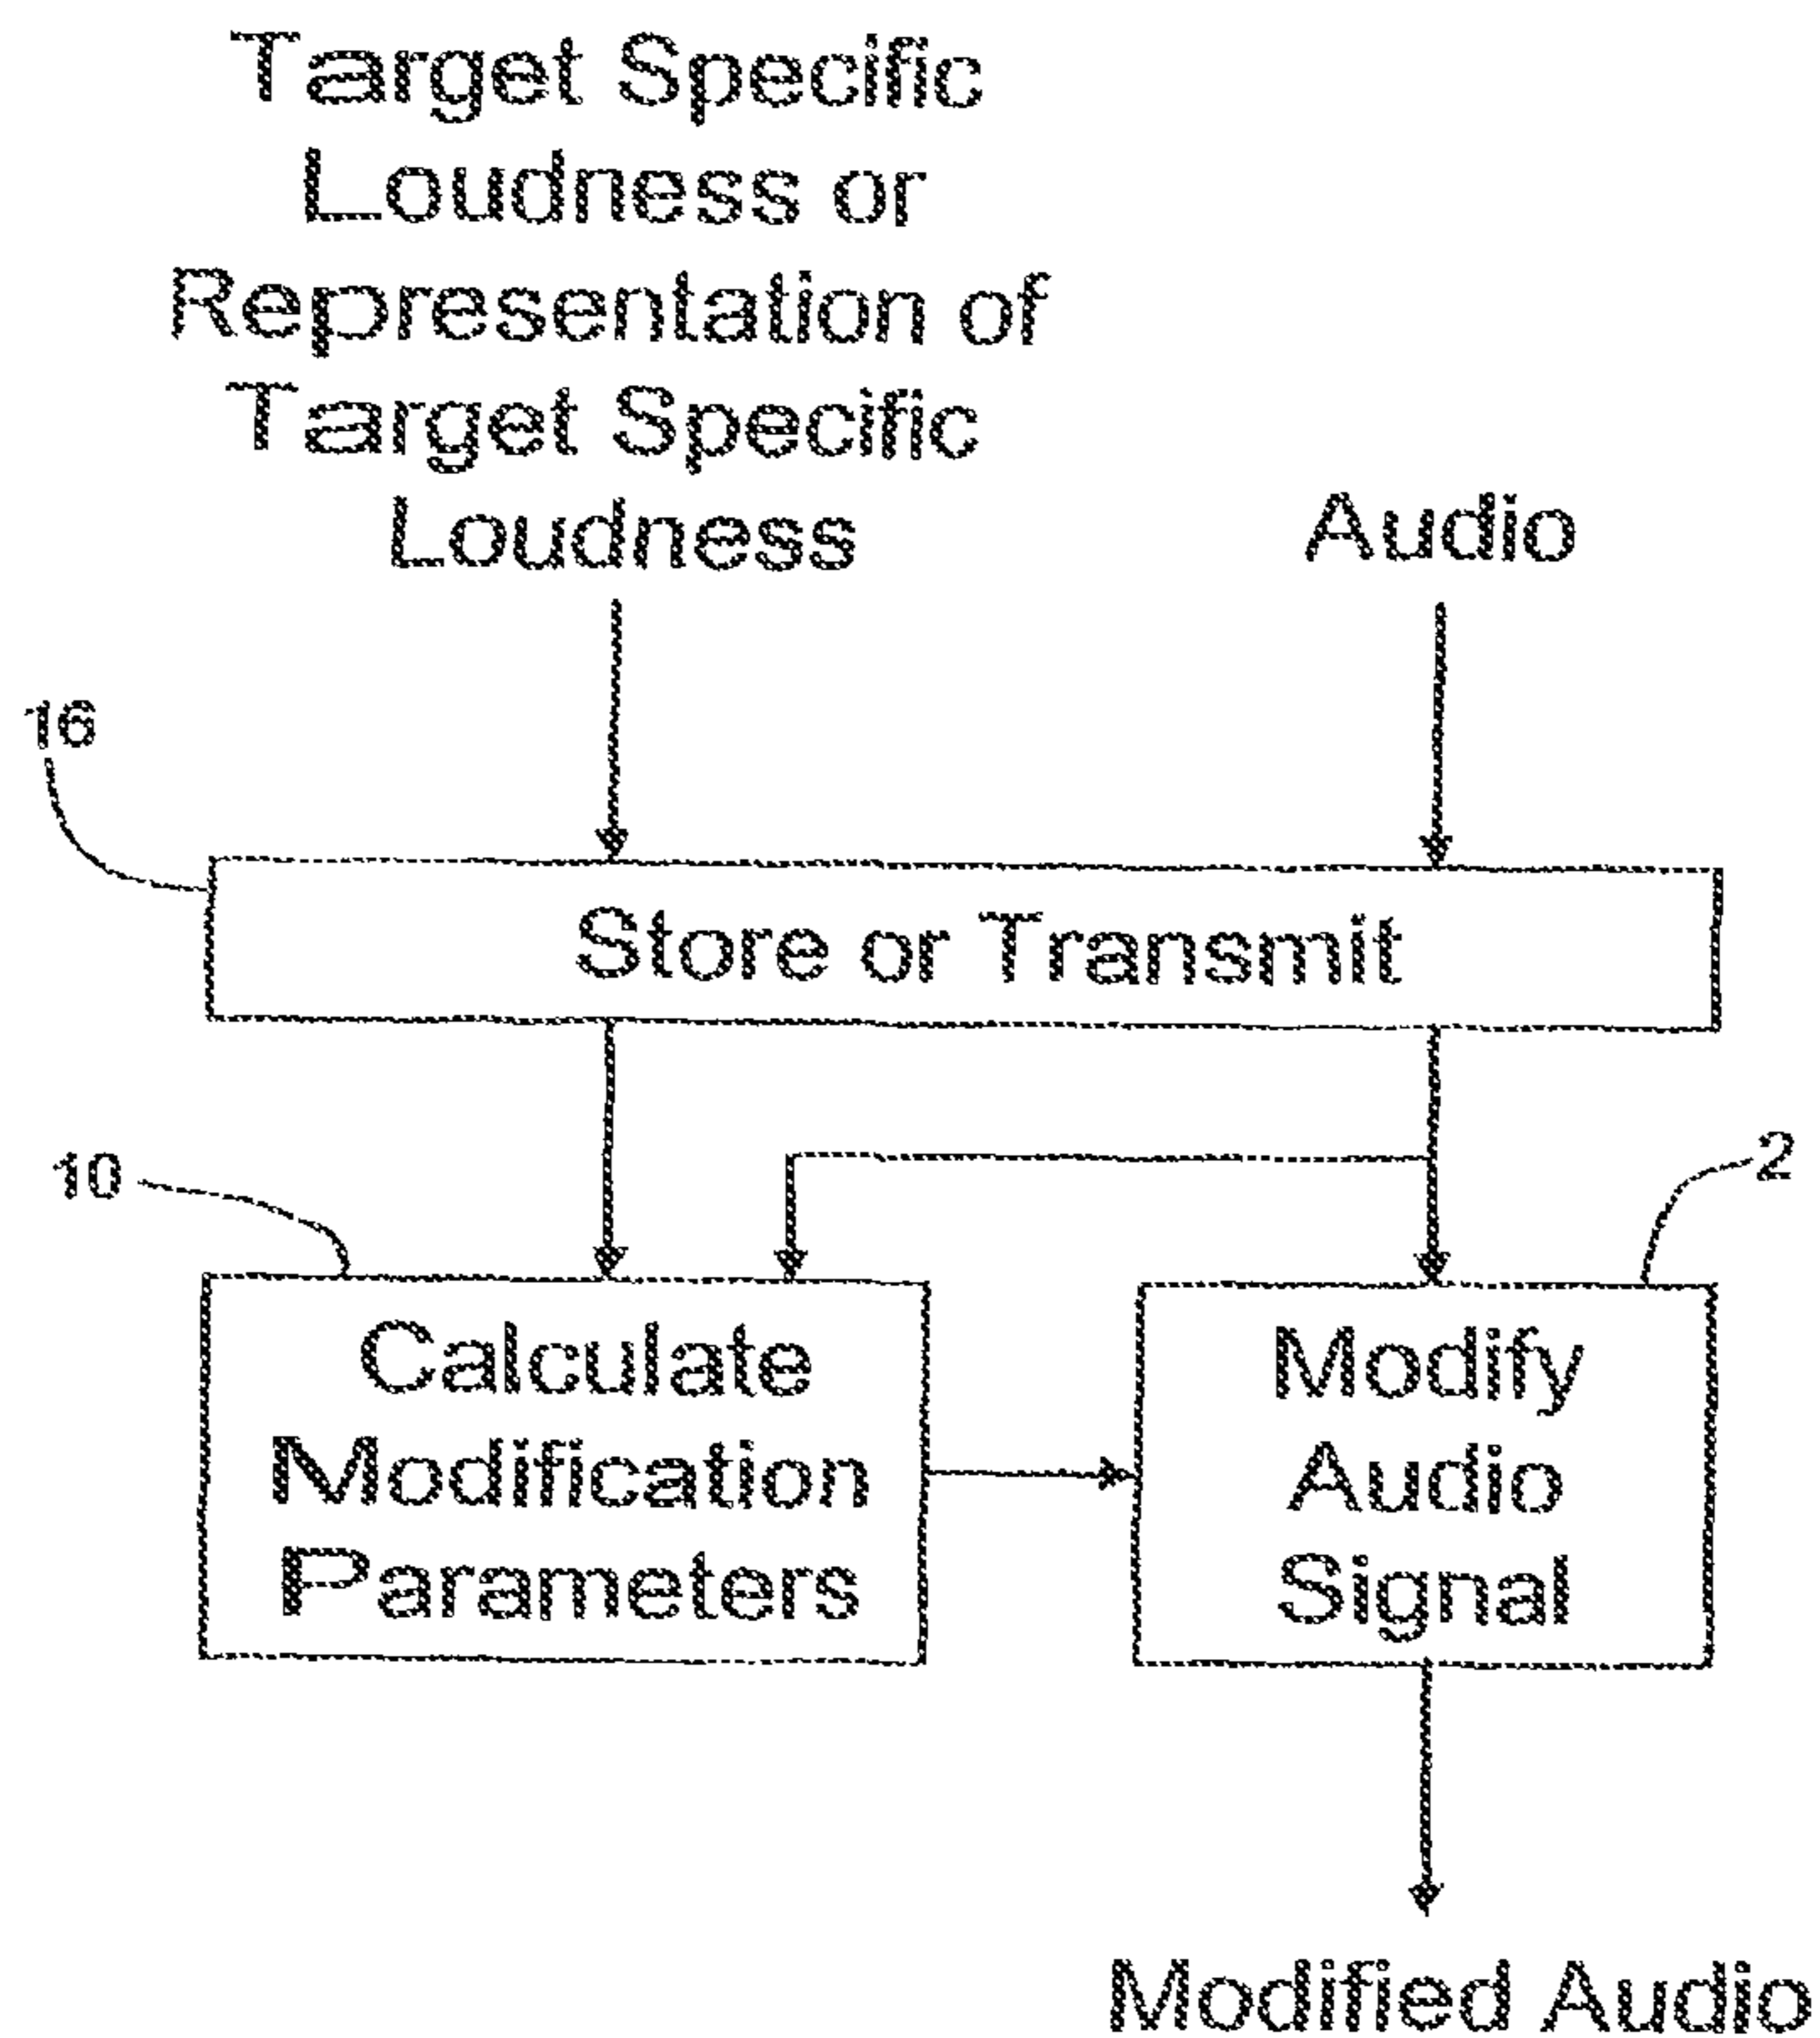 Target Specific
Loudness or
Representation of
Target Specific
Loudness
Audio
16
Store or Transmit
10
2
Calculate
Modification
Parameters
Modify
Audio
Signal
Modified Audio